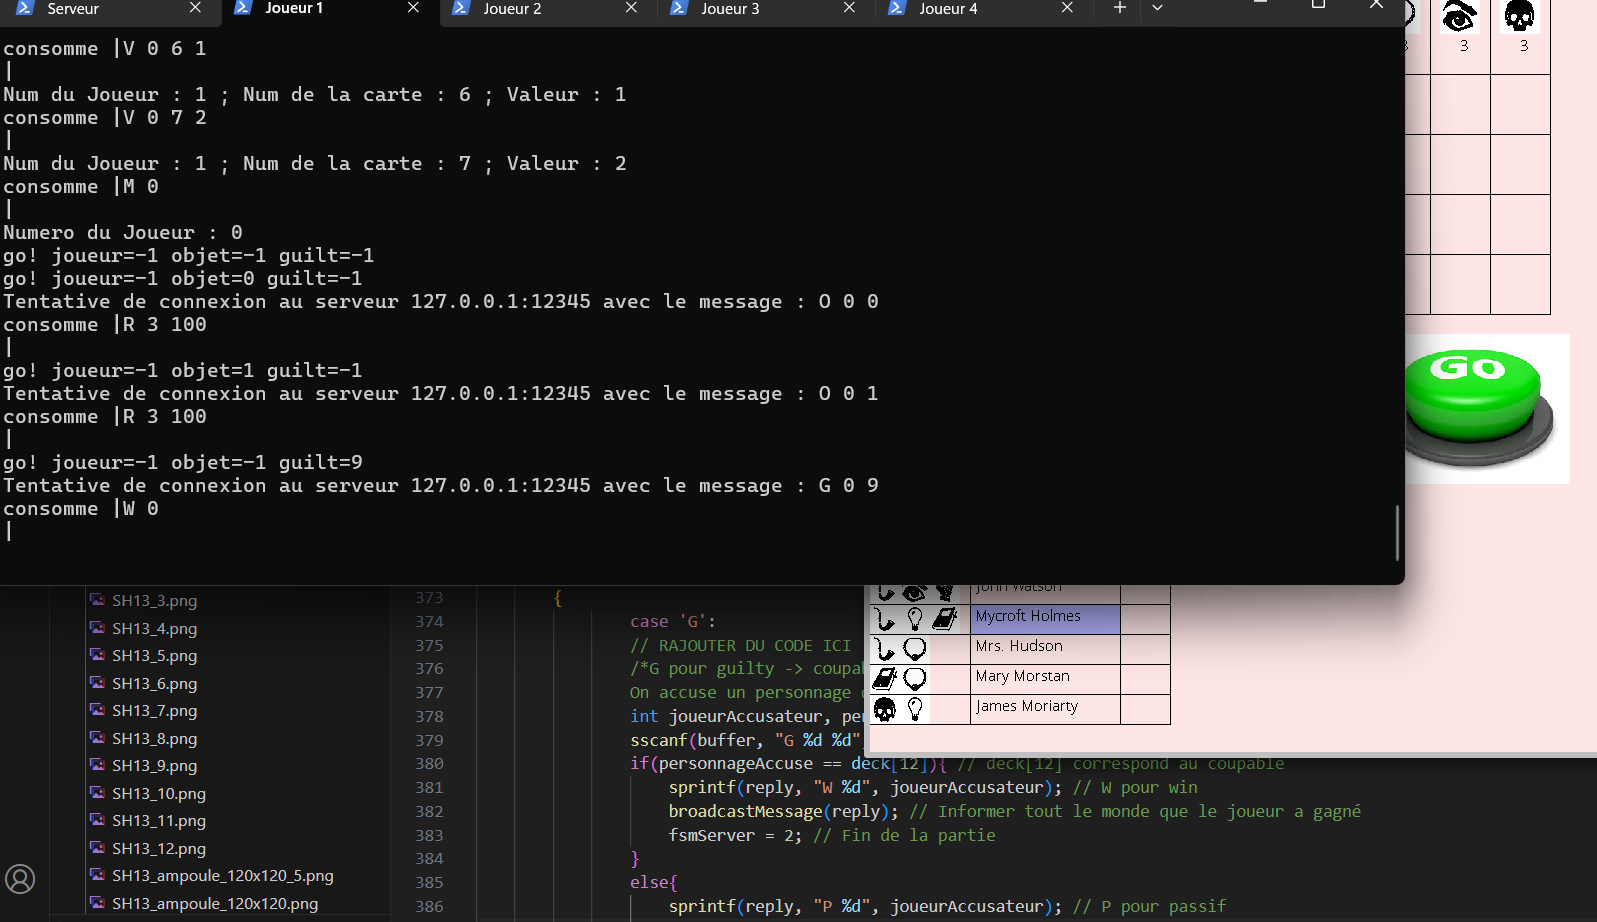 Serveur
Joueur 1
Joueur 2
Joueur 3
Joueur 4
consomme |V 0 6 1
|
Num du Joueur : 1 ; Num de la carte : 6 ; Valeur : 1
consomme |V 0 7 2
|
Num du Joueur : 1 ; Num de la carte : 7 ; Valeur : 2
consomme |M 0
|
Numero du Joueur : 0
go! joueur=-1 objet=-1 guilt=-1
go! joueur=-1 objet=0 guilt=-1
Tentative de connexion au serveur 127.0.0.1:12345 avec le message : O 0 0
consomme |R 3 100
|
go! joueur=-1 objet=1 guilt=-1
Tentative de connexion au serveur 127.0.0.1:12345 avec le message : O 0 1
consomme |R 3 100
|
go! joueur=-1 objet=-1 guilt=9
Tentative de connexion au serveur 127.0.0.1:12345 avec le message : G 0 9
consomme |W 0
|
3
3
GO
John Watson
Mycroft Holmes
Mrs. Hudson
Mary Morstan
James Moriarty
SH13_3.png
SH13_4.png
SH13_5.png
SH13_6.png
SH13_7.png
SH13_8.png
SH13_9.png
SH13_10.png
SH13_11.png
SH13_12.png
SH13_ampoule_120x120_5.png
SH13_ampoule_120x120.png
373 {
374 case 'G':
375 // RAJOUTER DU CODE ICI
376 /*G pour guilty -> coupa
377 On accuse un personnage
378 int joueurAccusateur, pe
379 sscanf(buffer, "G %d %d"
380 if(personnageAccuse == deck[12]){ // deck[12] correspond au coupable
381 sprintf(reply, "W %d", joueurAccusateur); // W pour win
382 broadcastMessage(reply); // Informer tout le monde que le joueur a gagné
383 fsmServer = 2; // Fin de la partie
384 }
385 else{
386 sprintf(reply, "P %d", joueurAccusateur); // P pour passif